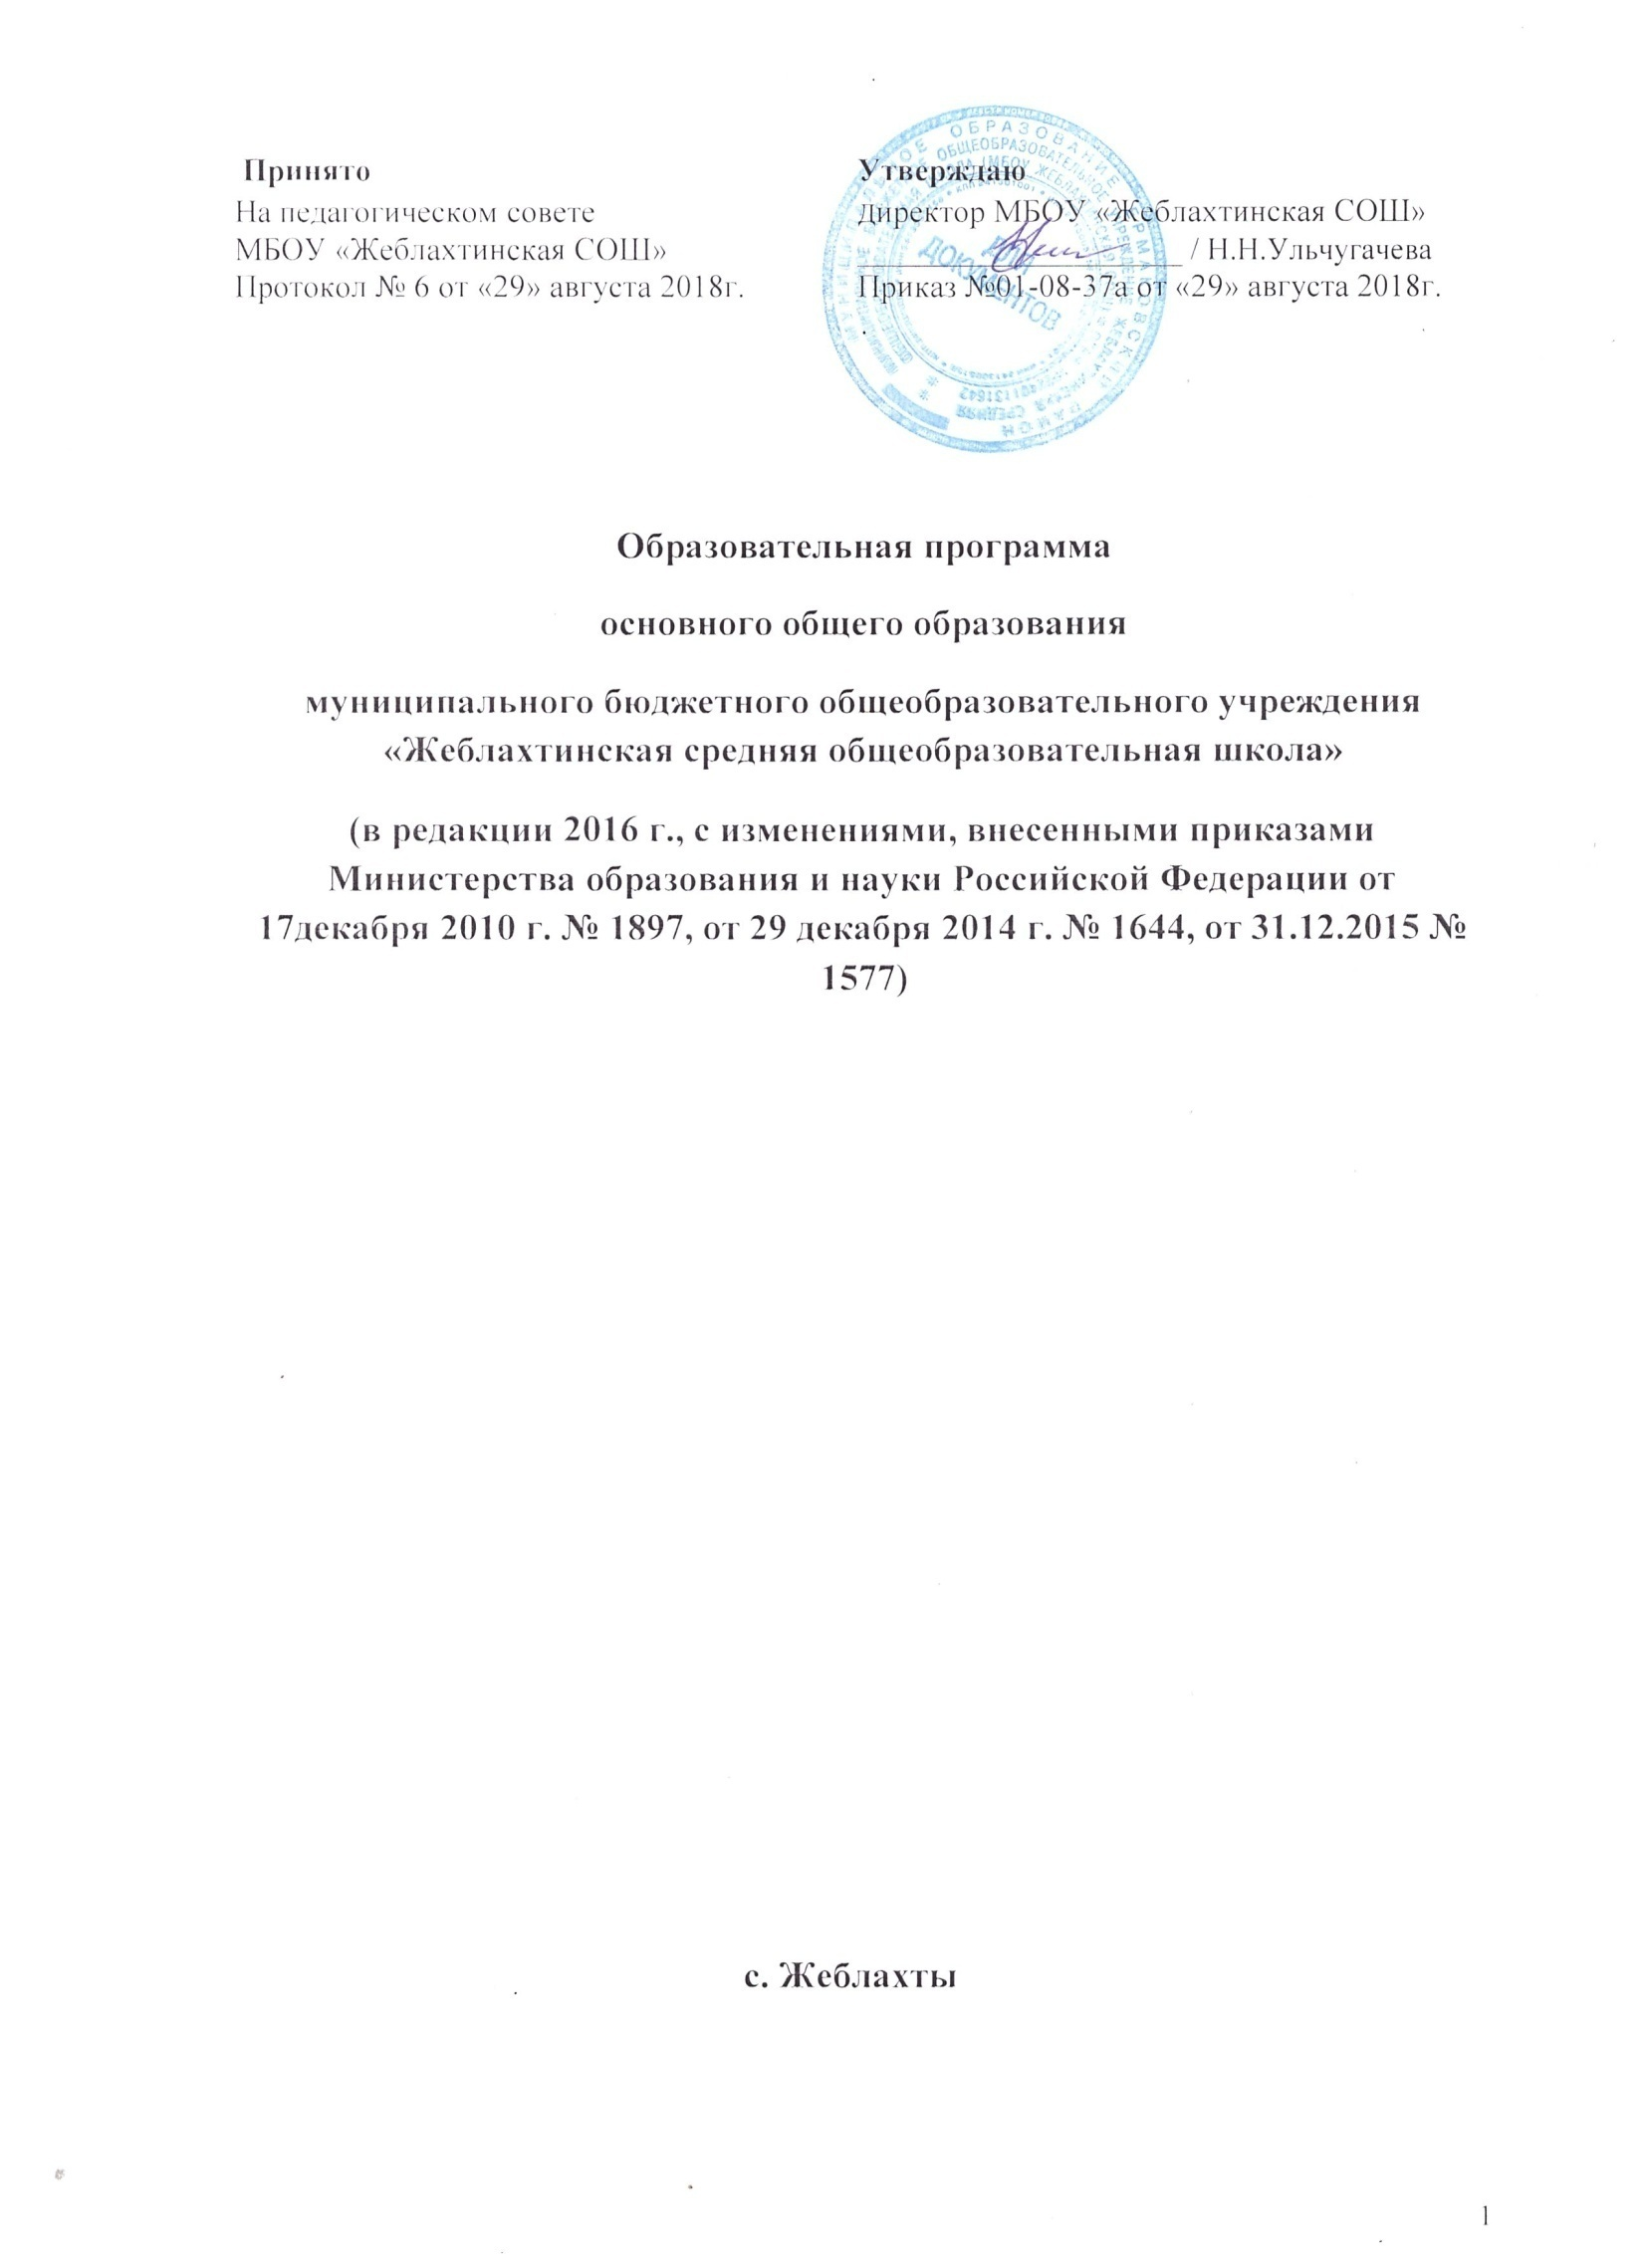 Принято
На педагогическом совете
МБОУ «Жеблахтинская СОШ»
Протокол № 6 от «29» августа 2018г.
Утверждаю
Директор МБОУ «Жеблахтинская СОШ»
/ Н.Н.Ульчугачева
Приказ №01-08-37а от «29» августа 2018г.
ДЛЯ
ДОКУМЕНТОВ
Образовательная программа
основного общего образования
муниципального бюджетного общеобразовательного учреждения
«Жеблахтинская средняя общеобразовательная школа»
(в редакции 2016 г., с изменениями, внесенными приказами
Министерства образования и науки Российской Федерации от
17декабря 2010 г. № 1897, от 29 декабря 2014 г. № 1644, от 31.12.2015 №
1577)
с. Жеблахты
1